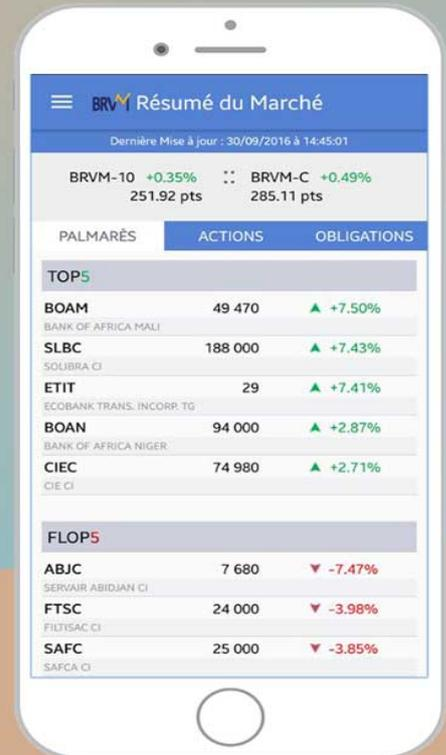 BRVM Résumé du Marché
Dernière Mise à jour : 30/09/2016 à 14:45:01
BRVM-10 +0.35% BRVM-C +0.49%
251.92 pts 285.11 pts
PALMARÈS ACTIONS OBLIGATIONS
TOP5
BOAM 49 470 ▲ +7.50%
BANK OF AFRICA MALI
SLBC 188 000 ▲ +7.43%
SOLIBRA CI
ETIT 29 ▲ +7.41%
ECOBANK TRANS. INCORP. TG
BOAN 94 000 ▲ +2.87%
BANK OF AFRICA NIGER
CIEC 74 980 ▲ +2.71%
CIE CI
FLOP5
ABJC 7 680 ▼ -7.47%
SERVAIR ABIDJAN CI
FTSC 24 000 ▼ -3.98%
FILTISAC CI
SAFC 25 000 ▼ -3.85%
SAFCA CI